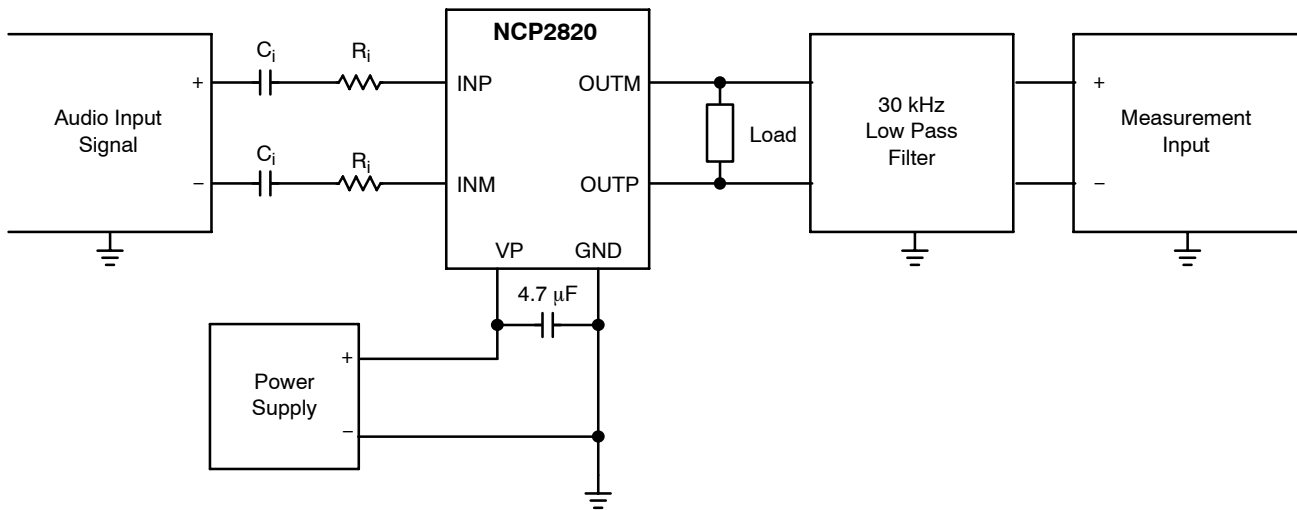 NCP2820
Ci
Ri
+
INP
OUTM
+
Audio Input
Signal
Load
30 kHz
Low Pass
Filter
Measurement
Input
Ci
Ri
−
INM
OUTP
−
VP
GND
4.7 μF
+
Power
Supply
−